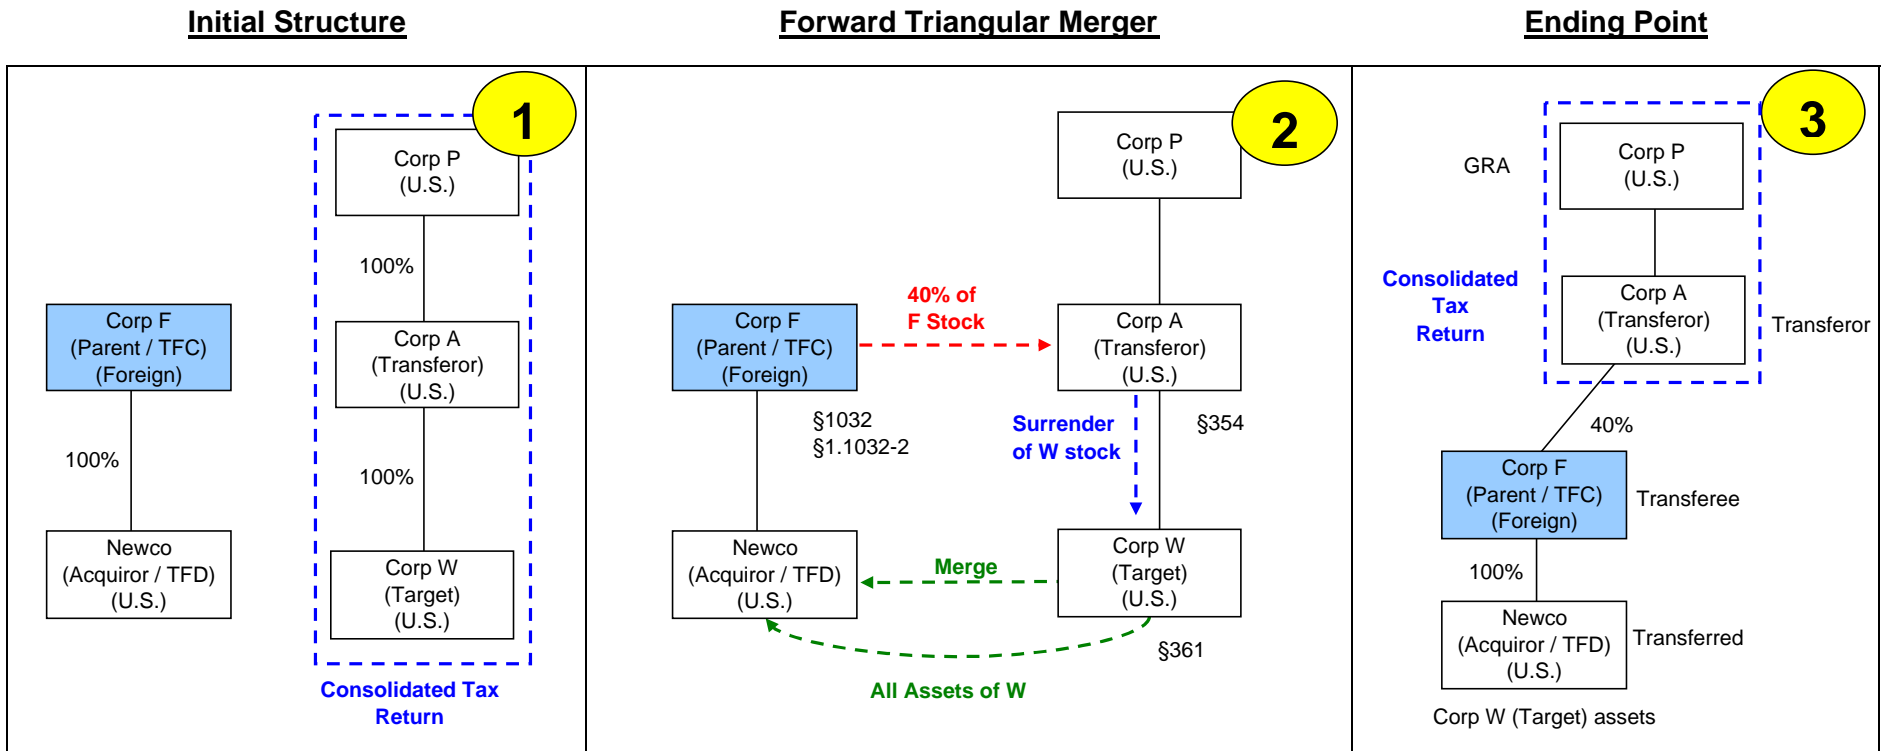 Initial Structure
1
Corp P
(U.S.)
100%
Corp F
(Parent / TFC)
(Foreign)
Corp A
(Transferor)
(U.S.)
100%
100%
Newco
(Acquiror / TFD)
(U.S.)
Corp W
(Target)
(U.S.)
Consolidated Tax
Return
Forward Triangular Merger
2
Corp P
(U.S.)
40% of
F Stock
Corp F
(Parent / TFC)
(Foreign)
Corp A
(Transferor)
(U.S.)
§1032
§1.1032-2
Surrender
of W stock
§354
Newco
(Acquiror / TFD)
(U.S.)
Merge
Corp W
(Target)
(U.S.)
§361
All Assets of W
Ending Point
3
GRA
Corp P
(U.S.)
Consolidated
Tax
Return
Corp A
(Transferor)
(U.S.)
Transferor
40%
Corp F
(Parent / TFC)
(Foreign)
Transferee
100%
Newco
(Acquiror / TFD)
(U.S.)
Transferred
Corp W (Target) assets